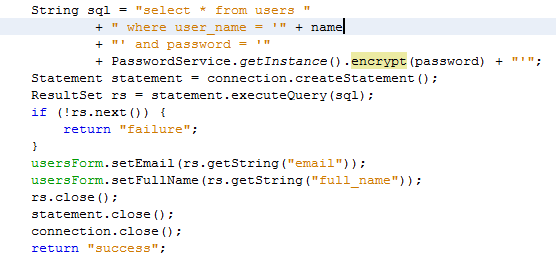 String sql = "select * from users "
        + " where user_name = '" + name
        + "' and password = '"
        + PasswordService.getInstance().encrypt(password) + "'";
Statement statement = connection.createStatement();
ResultSet rs = statement.executeQuery(sql);
if (!rs.next()) {
    return "failure";
}
usersForm.setEmail(rs.getString("email"));
usersForm.setFullName(rs.getString("full_name"));
rs.close();
statement.close();
connection.close();
return "success";